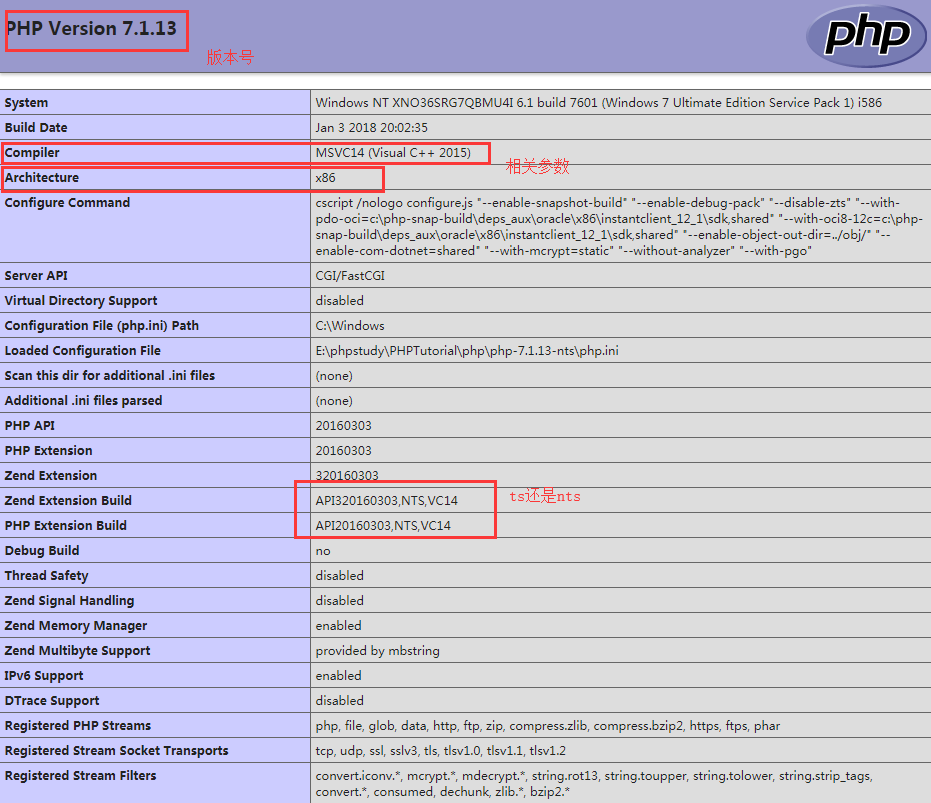 PHP Version 7.1.13
php
版本号
System Windows NT XNO36SRG7QBMU4I 6.1 build 7601 (Windows 7 Ultimate Edition Service Pack 1) i586
Build Date Jan 3 2018 20:02:35
Compiler MSVC14 (Visual C++ 2015)
相关参数
Architecture x86
Configure Command cscript /nologo configure.js "--enable-snapshot-build" "--enable-debug-pack" "--disable-zts" "--with-
pdo-oci=c:\php-snap-build\deps_aux\oracle\x86\instantclient_12_1\sdk,shared" "--with-oci8-12c=c:\php-
snap-build\deps_aux\oracle\x86\instantclient_12_1\sdk,shared" "--enable-object-out-dir=../obj/" "--
enable-com-dotnet=shared" "--with-mcrypt=static" "--without-analyzer" "--with-pgo"
Server API CGI/FastCGI
Virtual Directory Support disabled
Configuration File (php.ini) Path C:\Windows
Loaded Configuration File E:\phpstudy\PHPTutorial\php\php-7.1.13-nts\php.ini
Scan this dir for additional .ini files (none)
Additional .ini files parsed (none)
PHP API 20160303
PHP Extension 20160303
Zend Extension 320160303
Zend Extension Build API320160303,NTS,VC14
ts还是nts
PHP Extension Build API20160303,NTS,VC14
Debug Build no
Thread Safety disabled
Zend Signal Handling disabled
Zend Memory Manager enabled
Zend Multibyte Support provided by mbstring
IPv6 Support enabled
DTrace Support disabled
Registered PHP Streams php, file, glob, data, http, ftp, zip, compress.zlib, compress.bzip2, https, ftps, phar
Registered Stream Socket Transports tcp, udp, ssl, sslv3, tls, tlsv1.0, tlsv1.1, tlsv1.2
Registered Stream Filters convert.iconv.*, mcrypt.*, mdecrypt.*, string.rot13, string.toupper, string.tolower, string.strip_tags,
convert.*, consumed, dechunk, zlib.*, bzip2.*